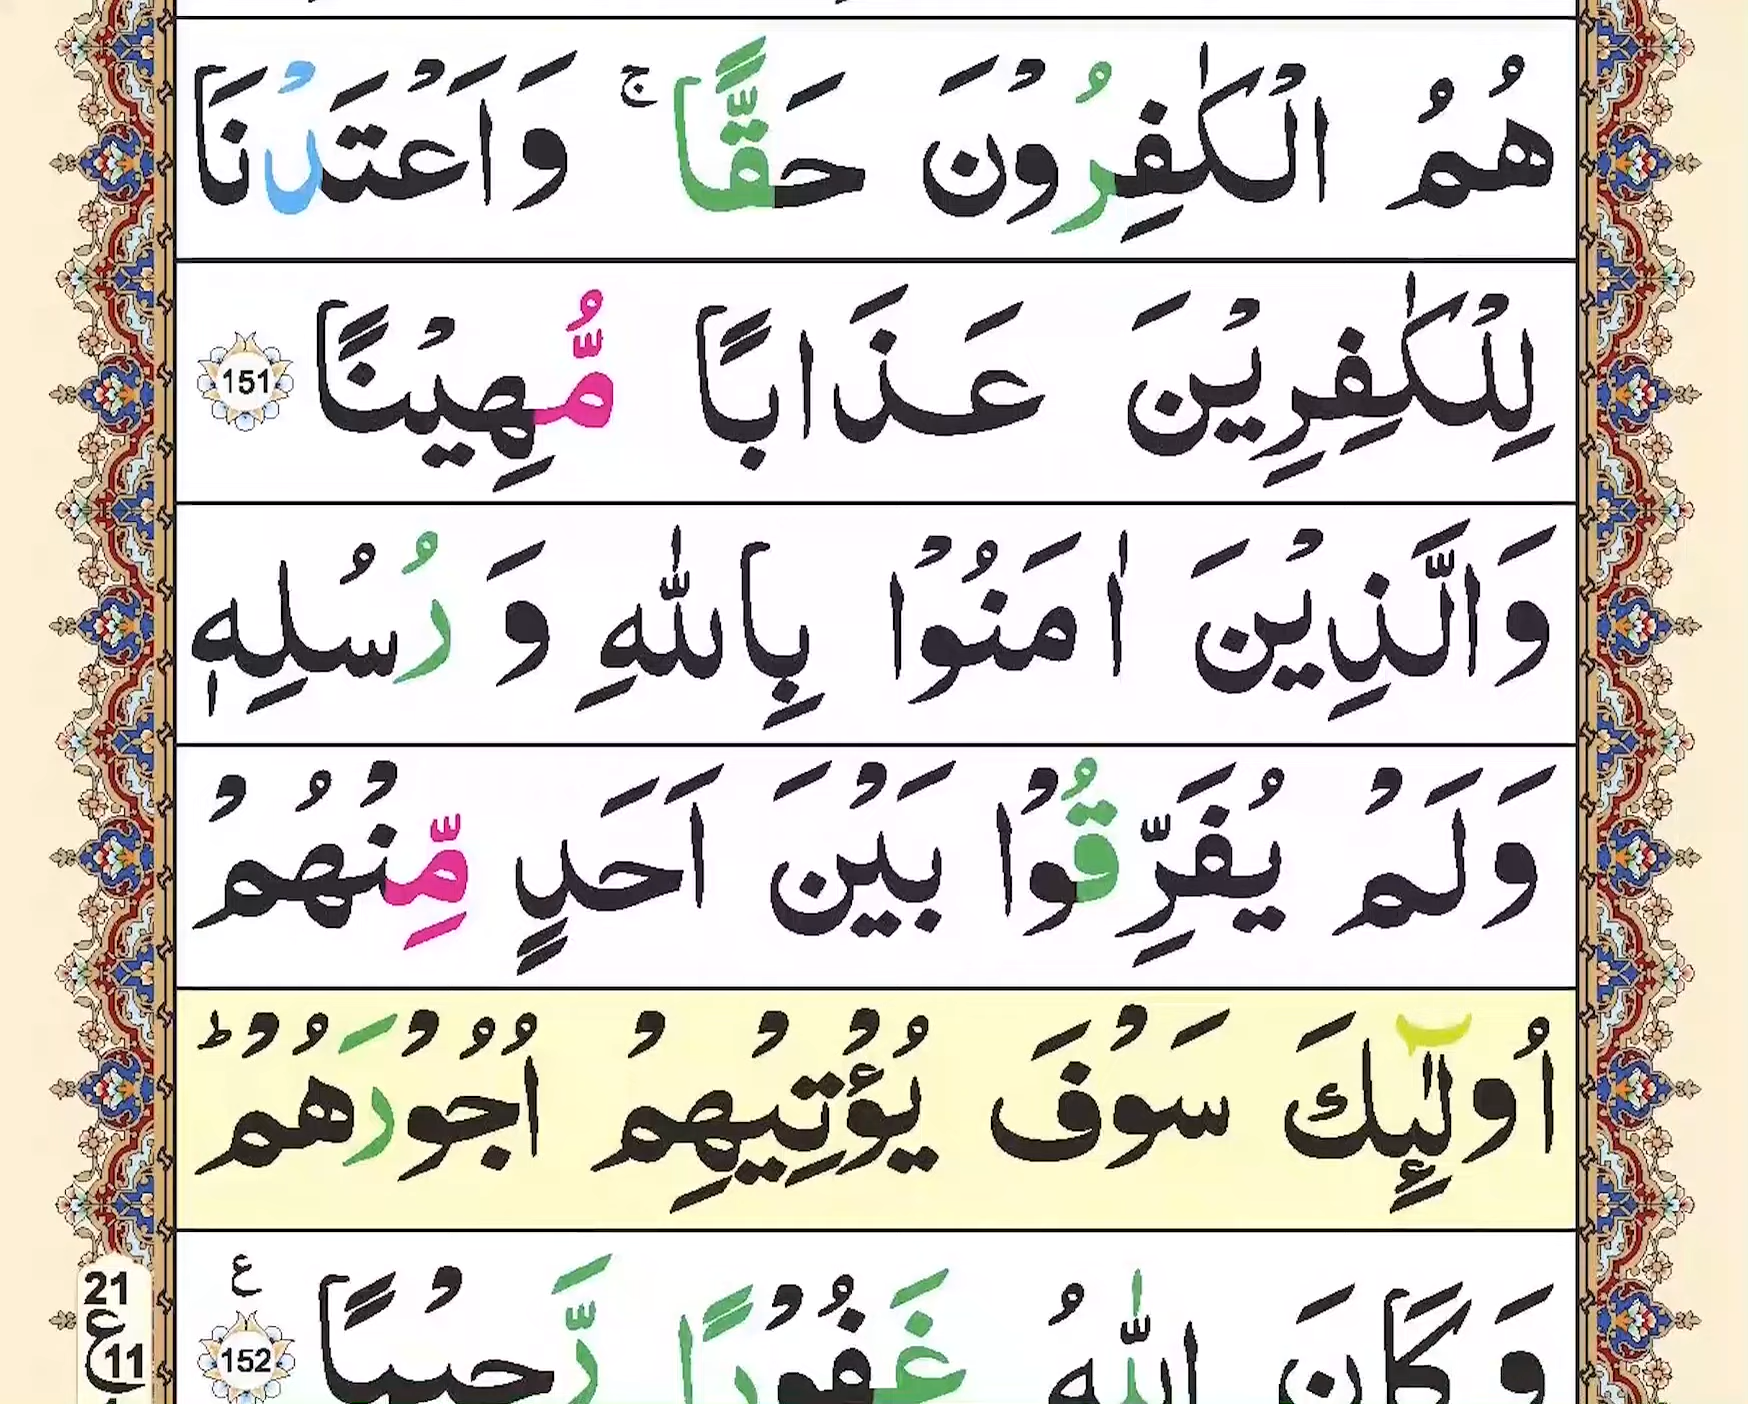 هُمُ الْكٰفِرُوْنَ حَقًّا ۚ وَاَعْتَدْنَا
لِلْكٰفِرِيْنَ عَذَابًا مُّهِيْنًا 151
وَالَّذِيْنَ اٰمَنُوْا بِاللّٰهِ وَ رُسُلِهٖ
وَلَمْ يُفَرِّقُوْا بَيْنَ اَحَدٍ مِّنْهُمْ
اُولٰٓئِكَ سَوْفَ يُؤْتِيْهِمْ اُجُوْرَهُمْ ؕ
وَ كَانَ اللّٰهُ غَفُوْرًا رَّحِيْمًا ع 152
21
ع
11